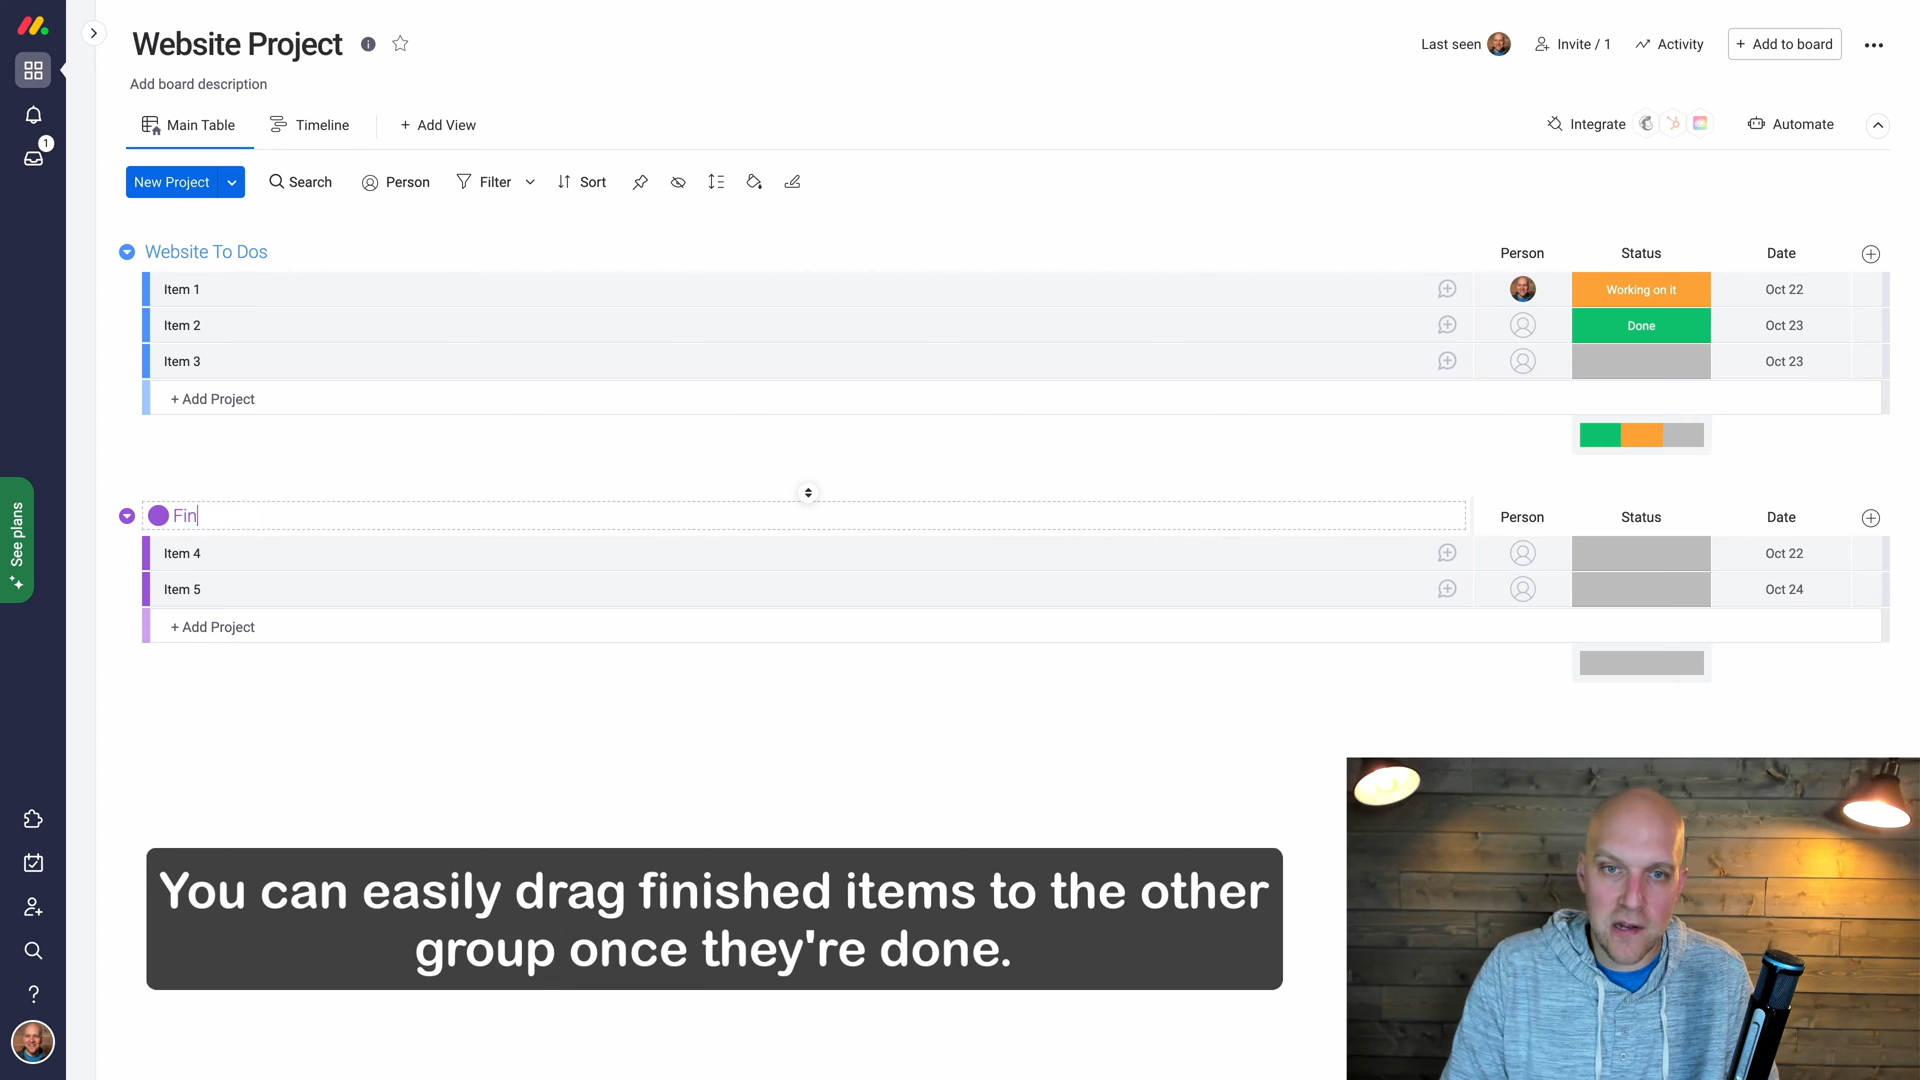 Website Project
Last seen
Invite / 1
Activity
+ Add to board
Add board description
Main Table
Timeline
+ Add View
Integrate
Automate
1
New Project
Search
Person
Filter
Sort
Website To Dos
Person
Status
Date
Item 1
Working on it
Oct 22
Item 2
Done
Oct 23
Item 3
Oct 23
+ Add Project
See plans
Fin
Person
Status
Date
Item 4
Oct 22
Item 5
Oct 24
+ Add Project
You can easily drag finished items to the other
group once they're done.